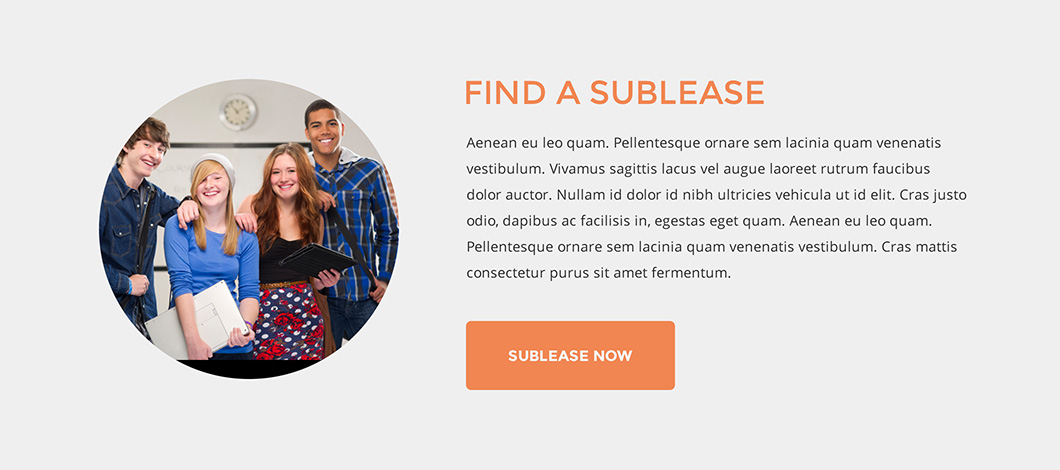 FIND A SUBLEASE
Aenean eu leo quam. Pellentesque ornare sem lacinia quam venenatis
vestibulum. Vivamus sagittis lacus vel augue laoreet rutrum faucibus
dolor auctor. Nullam id dolor id nibh ultricies vehicula ut id elit. Cras justo
odio, dapibus ac facilisis in, egestas eget quam. Aenean eu leo quam.
Pellentesque ornare sem lacinia quam venenatis vestibulum. Cras mattis
consectetur purus sit amet fermentum.
SUBLEASE NOW